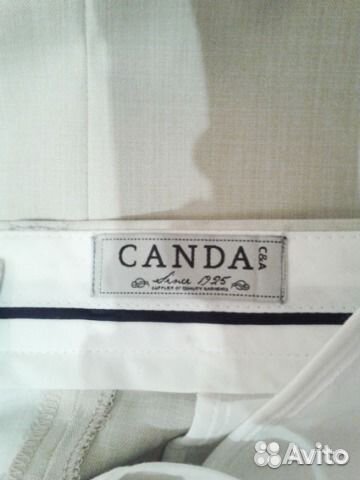 CANDA C&A
Since 1925
SUPPLIER OF QUALITY GARMENTS
Avito